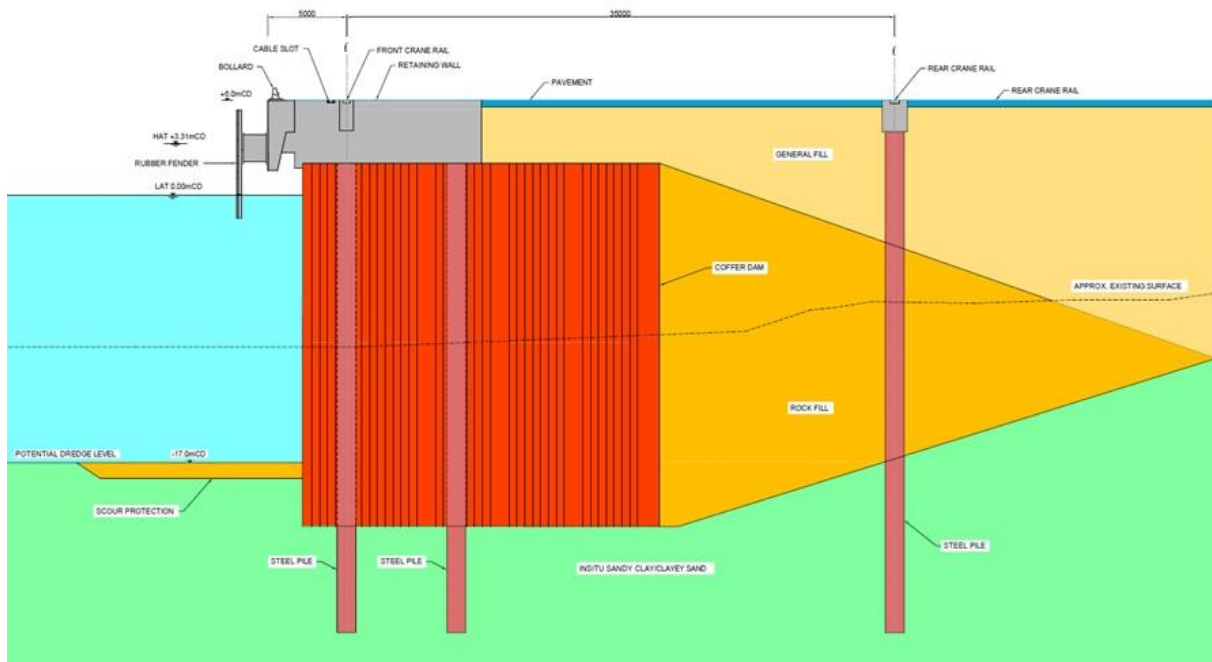 5000
35000
CABLE SLOT
FRONT CRANE RAIL
BOLLARD
RETAINING WALL
REAR CRANE RAIL
PAVEMENT
REAR CRANE RAIL
+6.0mCD
HAT +3.31mCD
GENERAL FILL
RUBBER FENDER
LAT 0.00mCD
COFFER DAM
APPROX. EXISTING SURFACE
ROCK FILL
POTENTIAL DREDGE LEVEL
-17.0mCD
SCOUR PROTECTION
STEEL PILE
STEEL PILE
STEEL PILE
INSITU SANDY CLAY/CLAYEY SAND